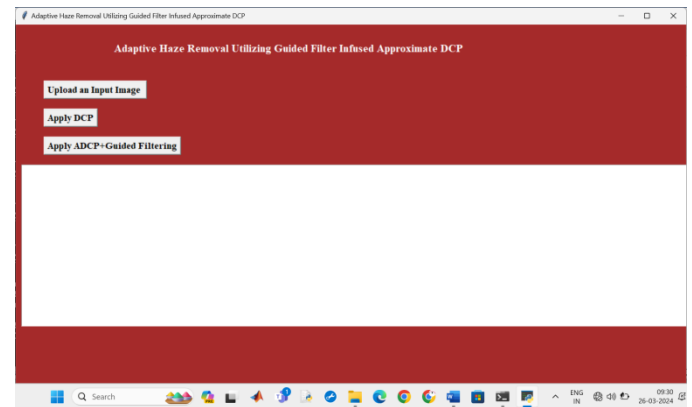 Adaptive Haze Removal Utilizing Guided Filter Infused Approximate DCP
Adaptive Haze Removal Utilizing Guided Filter Infused Approximate DCP
Upload an Input Image
Apply DCP
Apply ADCP+Guided Filtering
Search
ENG
IN
09:30
26-03-2024